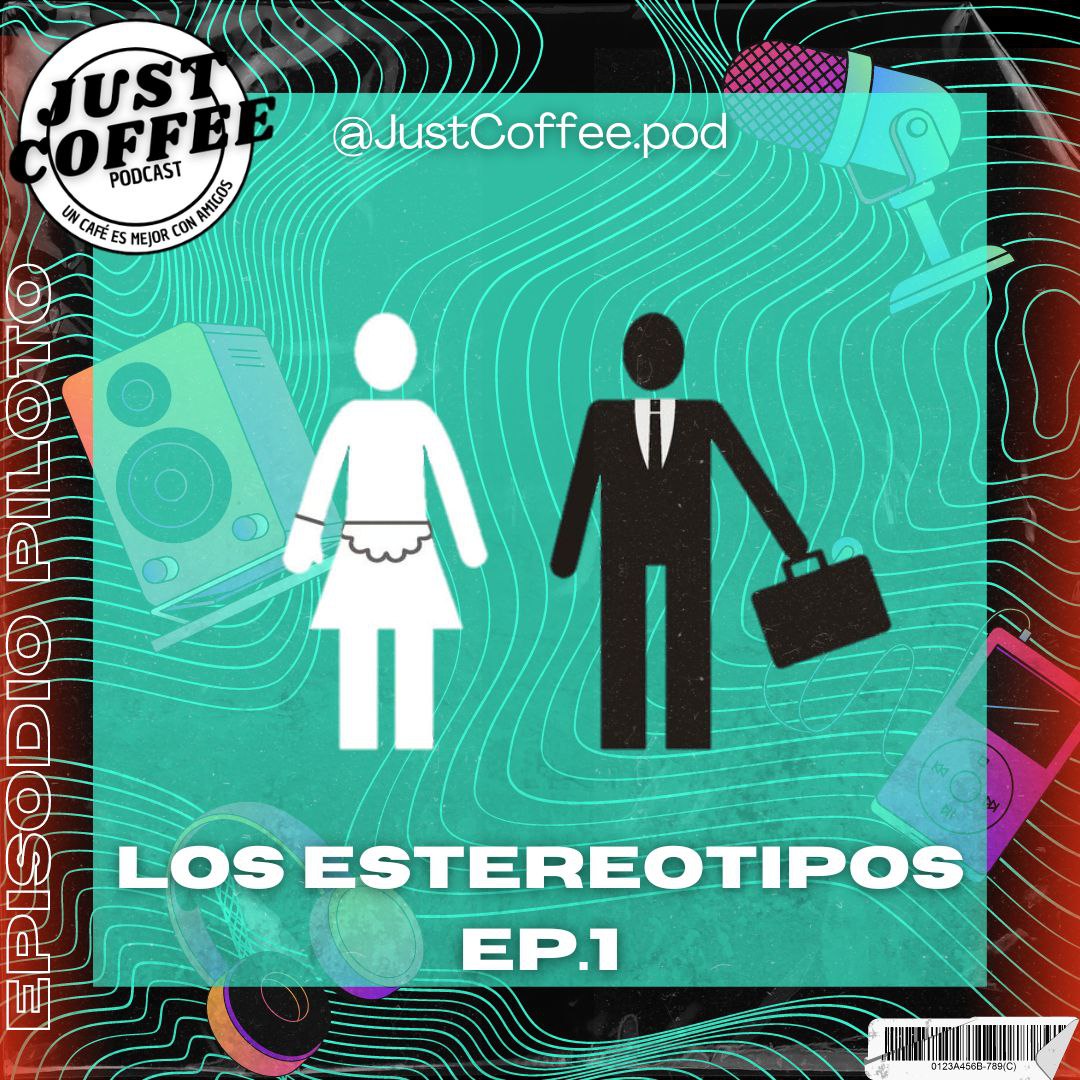 JUST
COFFEE
PODCAST
UN CAFÉ ES MEJOR CON AMIGOS
@JustCoffee.pod
EPISODIO PILOTO
LOS ESTEREOTIPOS
EP.1
0123A456B-789(C)